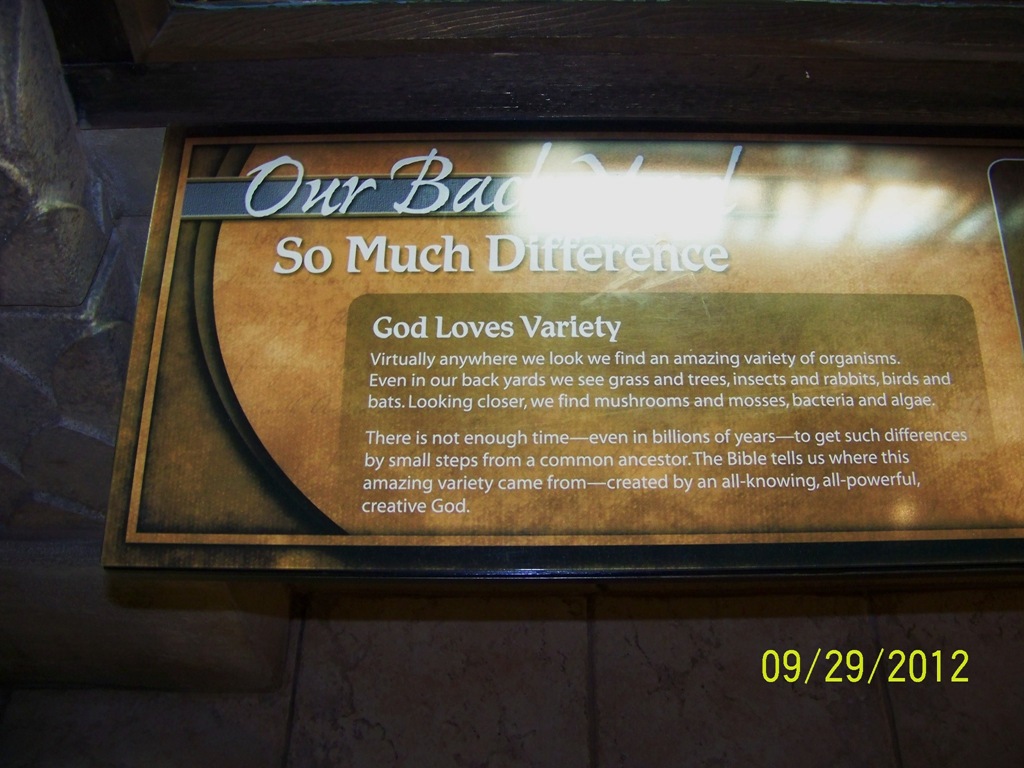 Our Back Yard
So Much Difference
God Loves Variety
Virtually anywhere we look we find an amazing variety of organisms.
Even in our back yards we see grass and trees, insects and rabbits, birds and
bats. Looking closer, we find mushrooms and mosses, bacteria and algae.
There is not enough time—even in billions of years—to get such differences
by small steps from a common ancestor. The Bible tells us where this
amazing variety came from—created by an all-knowing, all-powerful,
creative God.
09/29/2012